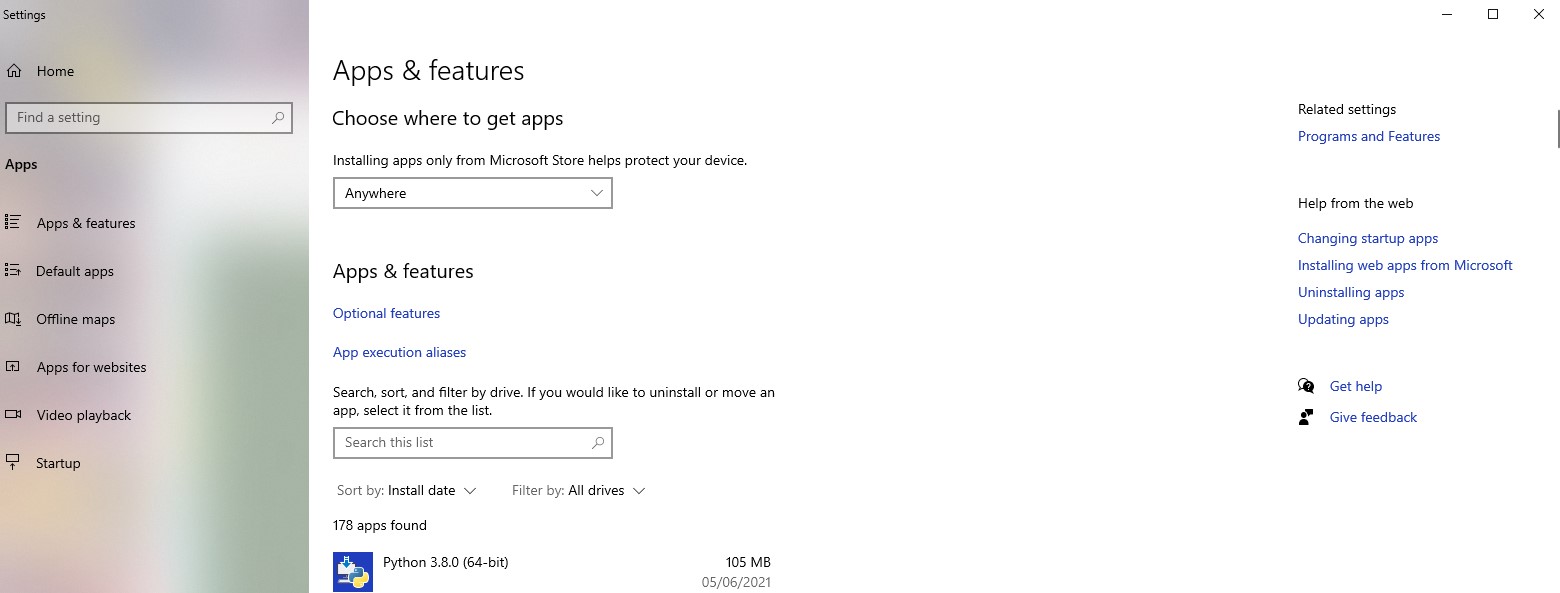 Settings
Home
Find a setting
Apps
Apps & features
Default apps
Offline maps
Apps for websites
Video playback
Startup
Apps & features
Choose where to get apps
Installing apps only from Microsoft Store helps protect your device.
Anywhere
Apps & features
Optional features
App execution aliases
Search, sort, and filter by drive. If you would like to uninstall or move an
app, select it from the list.
Search this list
Sort by: Install date Filter by: All drives
178 apps found
Python 3.8.0 (64-bit) 105 MB
05/06/2021
Related settings
Programs and Features
Help from the web
Changing startup apps
Installing web apps from Microsoft
Uninstalling apps
Updating apps
Get help
Give feedback